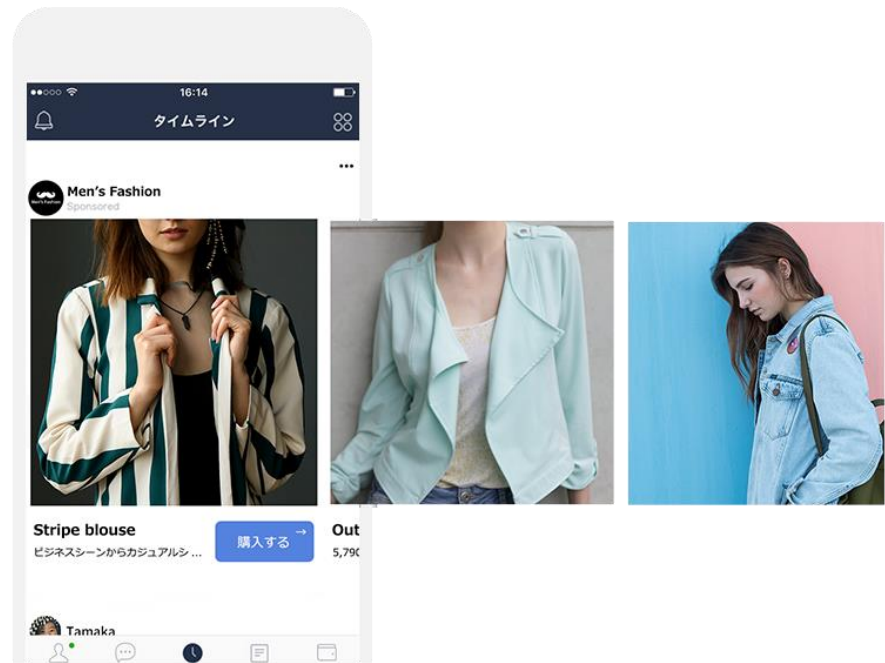 16:14
タイムライン
Men's Fashion
Sponsored
Stripe blouse
ビジネスシーンからカジュアルシ...
購入する
Out
5,790
Tamaka